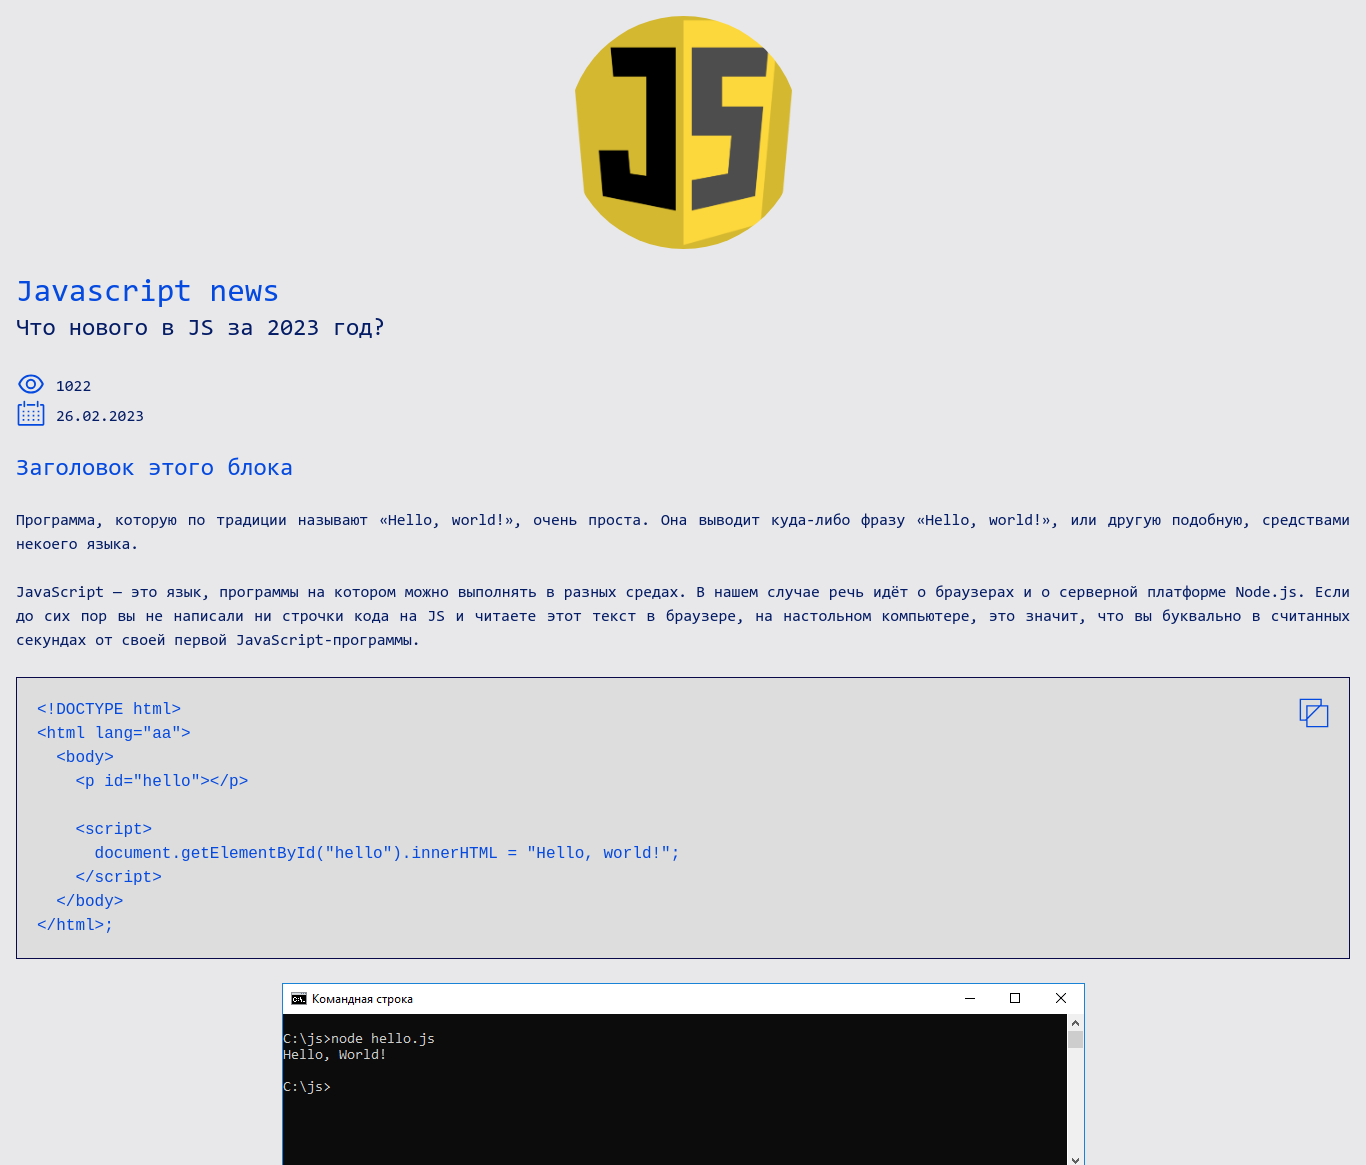 JS
Javascript news
Что нового в JS за 2023 год?
1022
26.02.2023
Заголовок этого блока
Программа, которую по традиции называют «Hello, world!», очень проста. Она выводит куда-либо фразу «Hello, world!», или другую подобную, средствами
некоего языка.
JavaScript — это язык, программы на котором можно выполнять в разных средах. В нашем случае речь идёт о браузерах и о серверной платформе Node.js. Если
до сих пор вы не написали ни строчки кода на JS и читаете этот текст в браузере, на настольном компьютере, это значит, что вы буквально в считанных
секундах от своей первой JavaScript-программы.
<!DOCTYPE html>
<html lang="aa">
  <body>
    <p id="hello"></p>
    <script>
      document.getElementById("hello").innerHTML = "Hello, world!";
    </script>
  </body>
</html>;
Командная строка
C:\js>node hello.js
Hello, World!
C:\js>